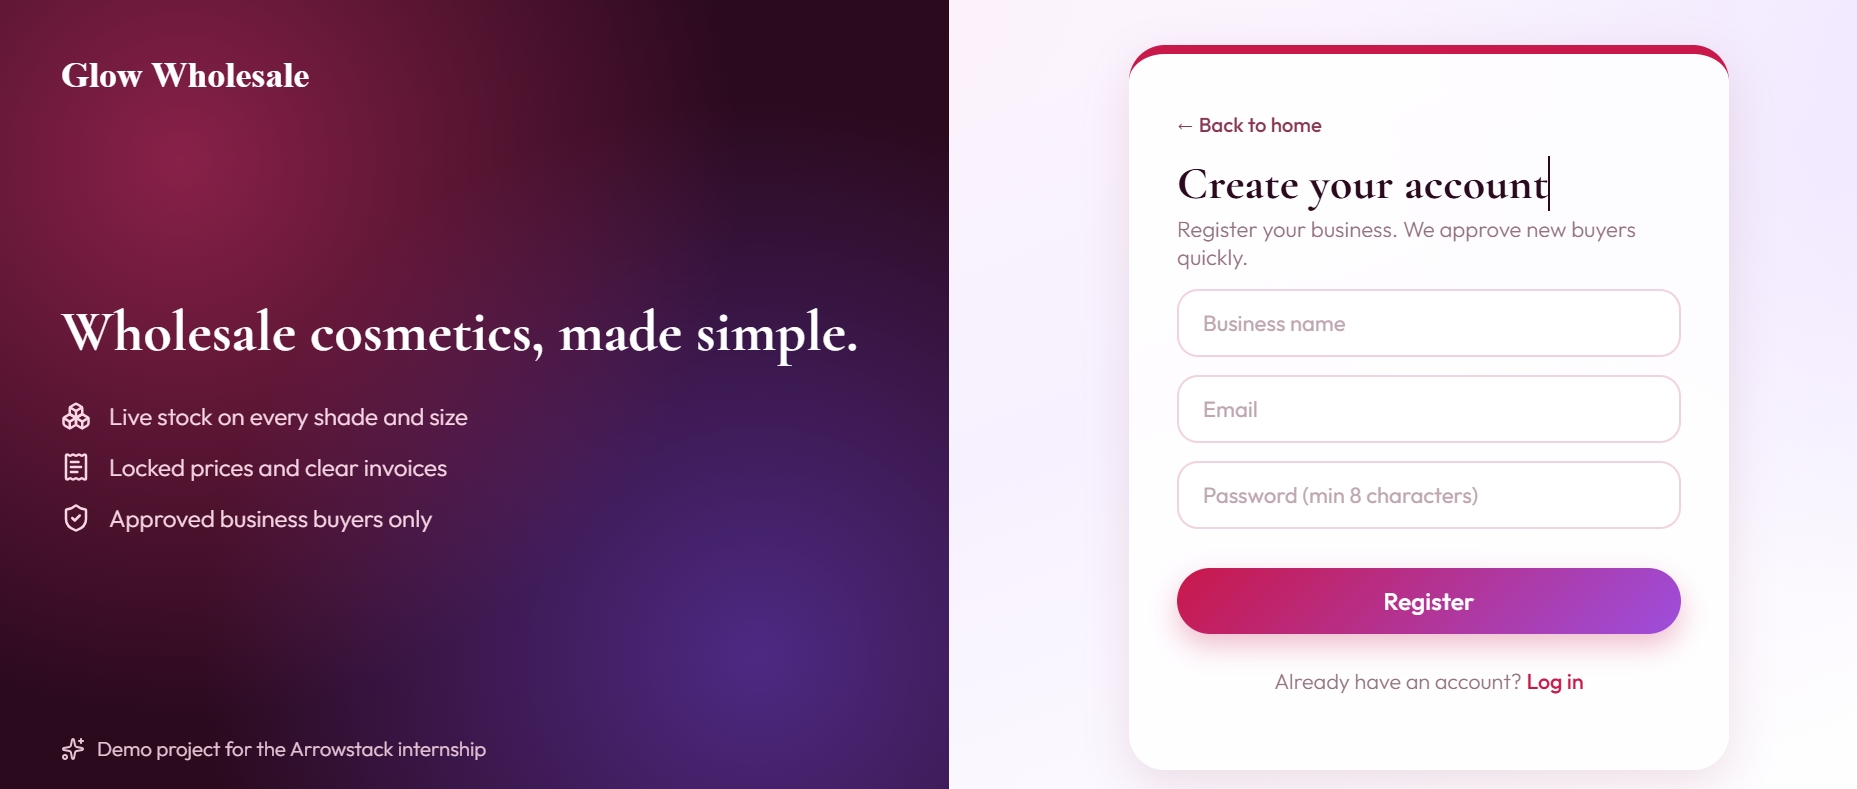 Glow Wholesale
Wholesale cosmetics, made simple.
Live stock on every shade and size
Locked prices and clear invoices
Approved business buyers only
Demo project for the Arrowstack internship
← Back to home
Create your account
Register your business. We approve new buyers
quickly.
Business name
Email
Password (min 8 characters)
Register
Already have an account? Log in